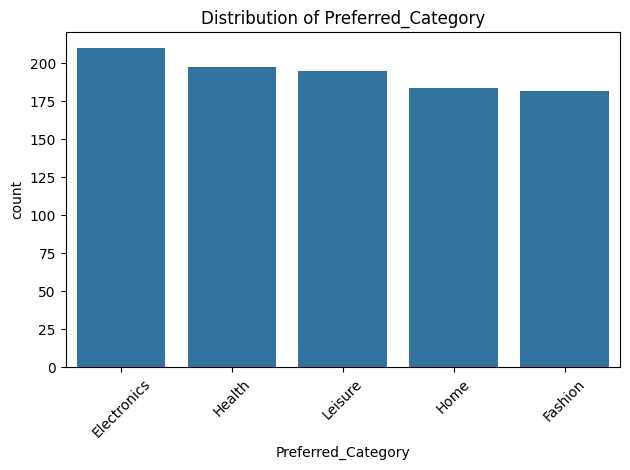 Distribution of Preferred_Category
count
200
175
150
125
100
75
50
25
0
Electronics
Health
Leisure
Home
Fashion
Preferred_Category